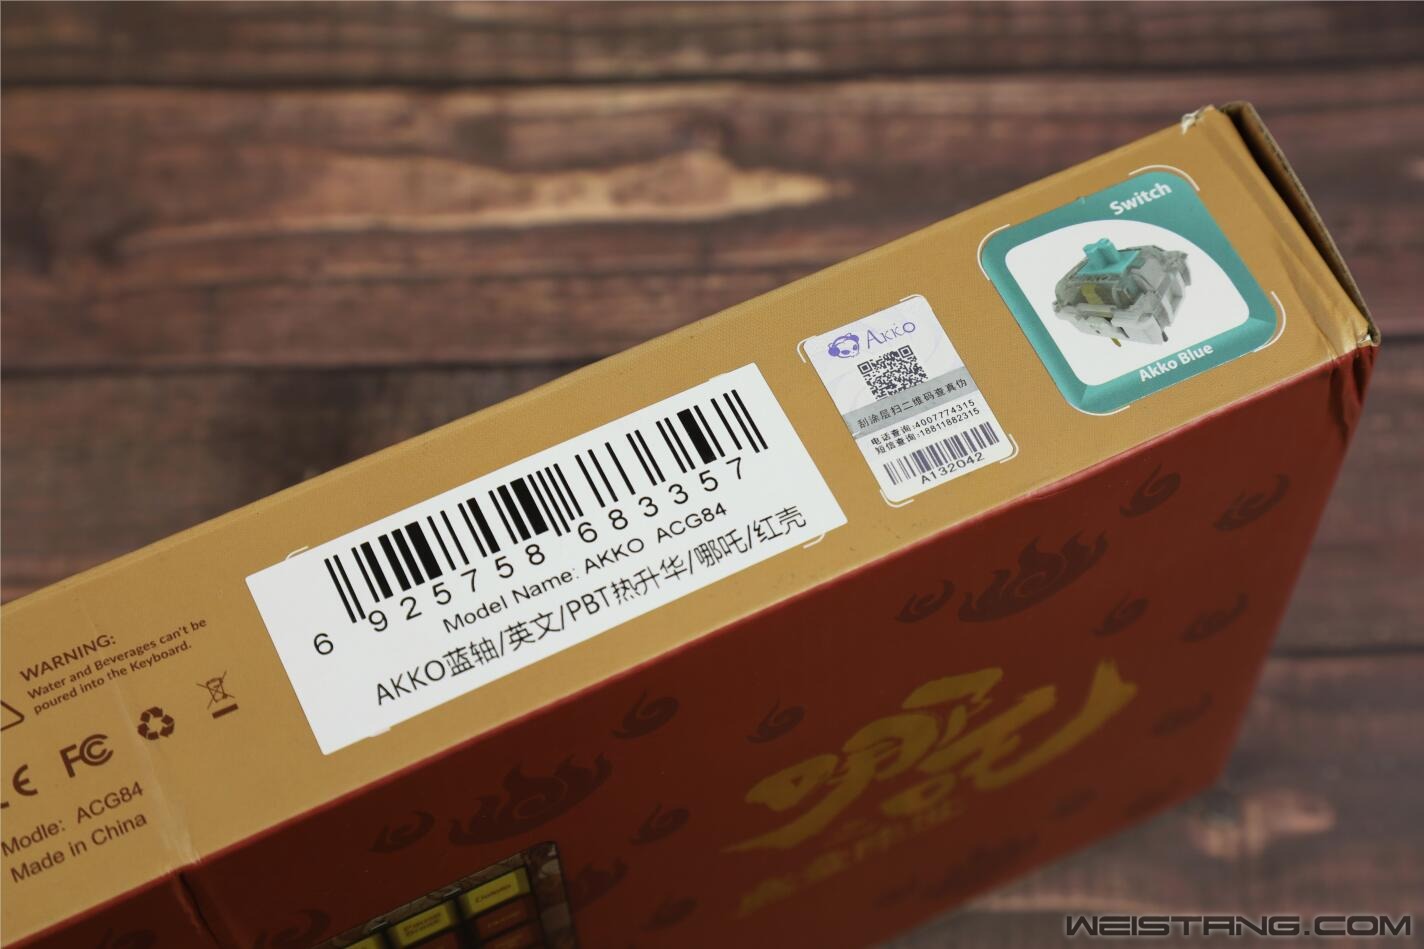 Switch
Akko Blue
AKKO
刮涂层扫二维码查真伪
电话查询:4007774315
短信查询:18811882315
A132042
6 925758 683357
Model Name: AKKO ACG84
AKKO蓝轴/英文/PBT热升华/哪吒/红壳
WARNING:
Water and Beverages can't be
poured into the Keyboard.
CE FC
Modle: ACG84
Made in China
哪吒
WEISTANG.COM